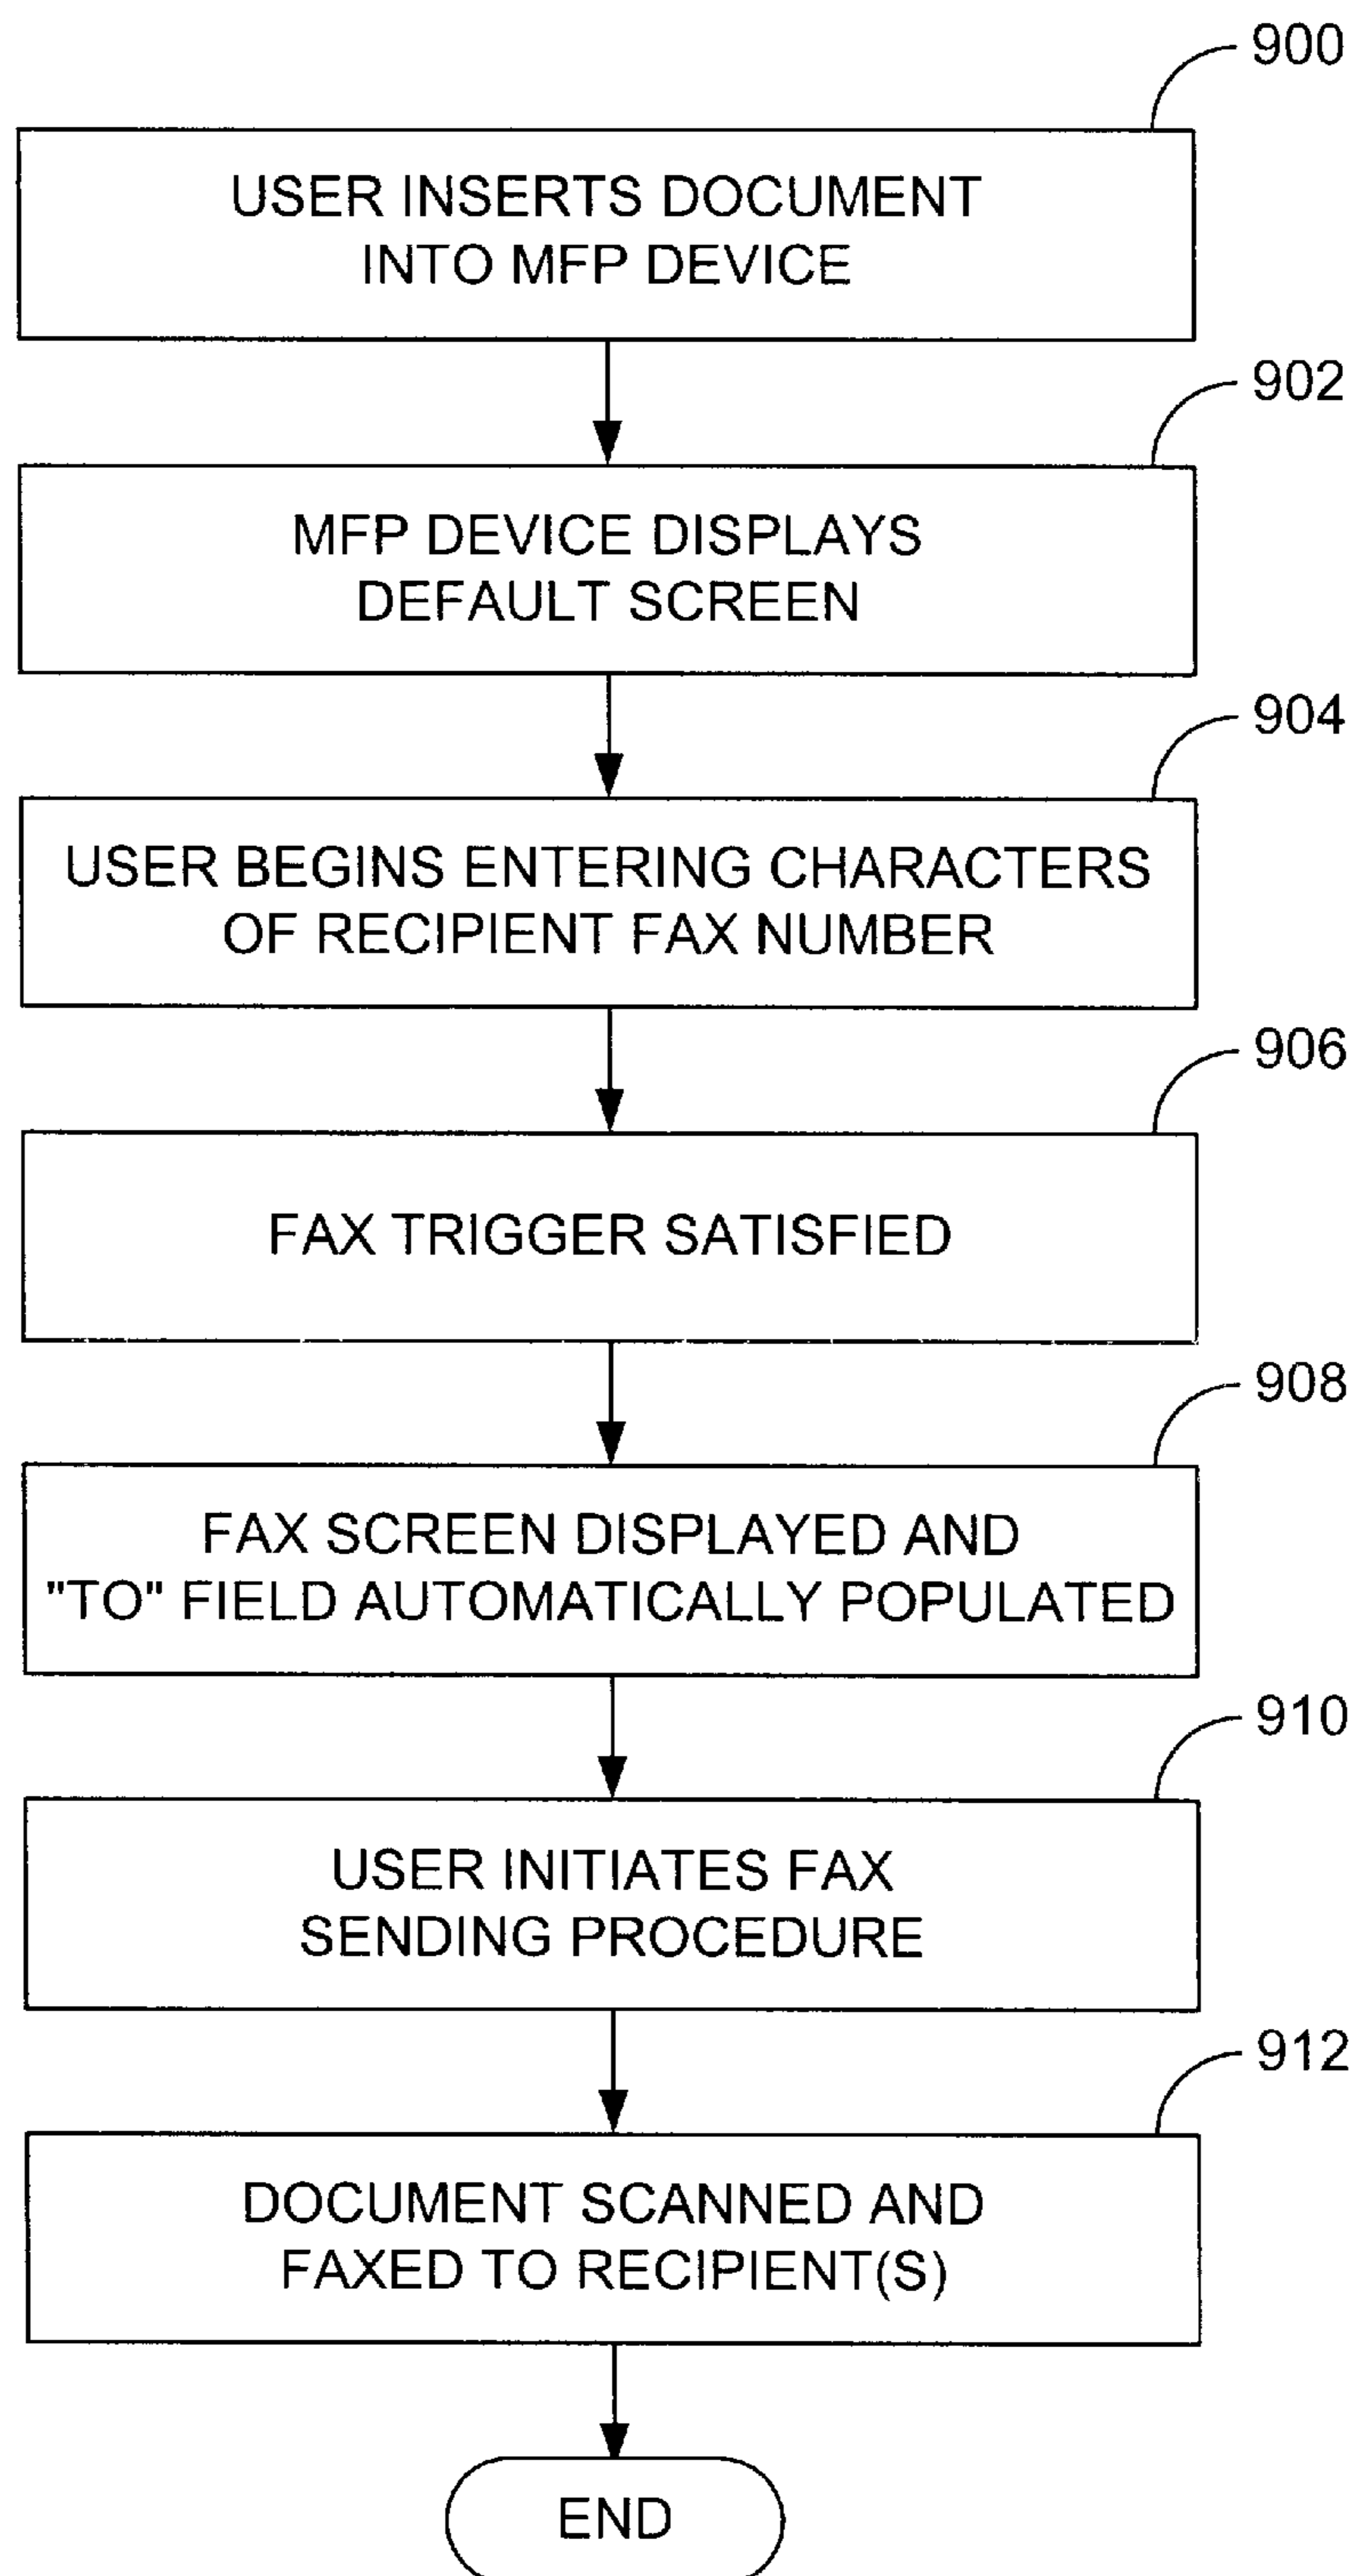 900
USER INSERTS DOCUMENT
INTO MFP DEVICE
902
MFP DEVICE DISPLAYS
DEFAULT SCREEN
904
USER BEGINS ENTERING CHARACTERS
OF RECIPIENT FAX NUMBER
906
FAX TRIGGER SATISFIED
908
FAX SCREEN DISPLAYED AND
"TO" FIELD AUTOMATICALLY POPULATED
910
USER INITIATES FAX
SENDING PROCEDURE
912
DOCUMENT SCANNED AND
FAXED TO RECIPIENT(S)
END